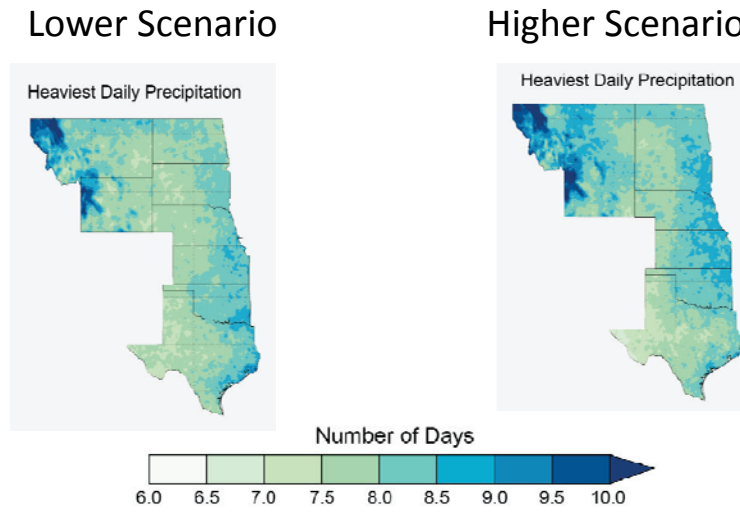 Lower Scenario
Higher Scenario
Heaviest Daily Precipitation
Heaviest Daily Precipitation
Number of Days
6.0 6.5 7.0 7.5 8.0 8.5 9.0 9.5 10.0